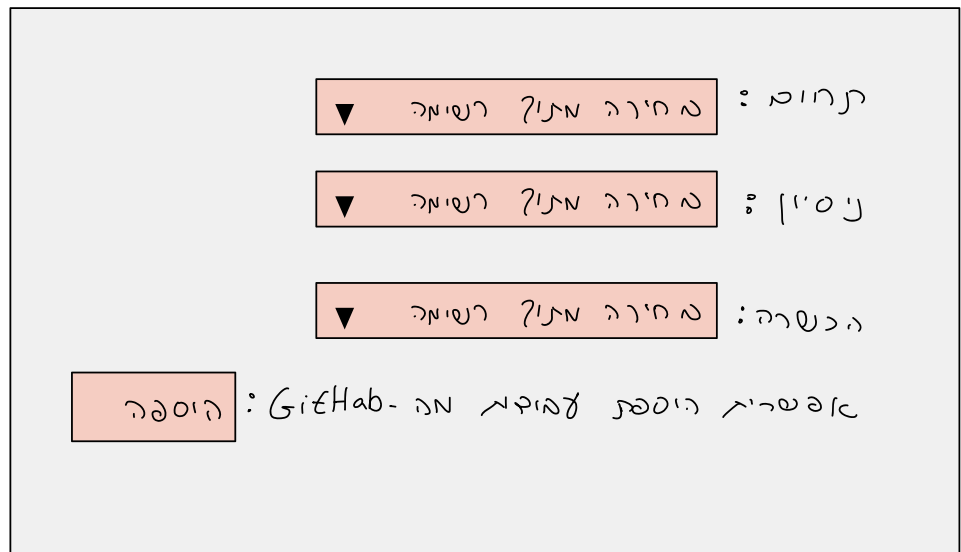 תחום: בחירה מתוך רשימה
ניסיון: בחירה מתוך רשימה
הכשרה: בחירה מתוך רשימה
אפשרות הוספת עבודות מה-GitHab: הוספה